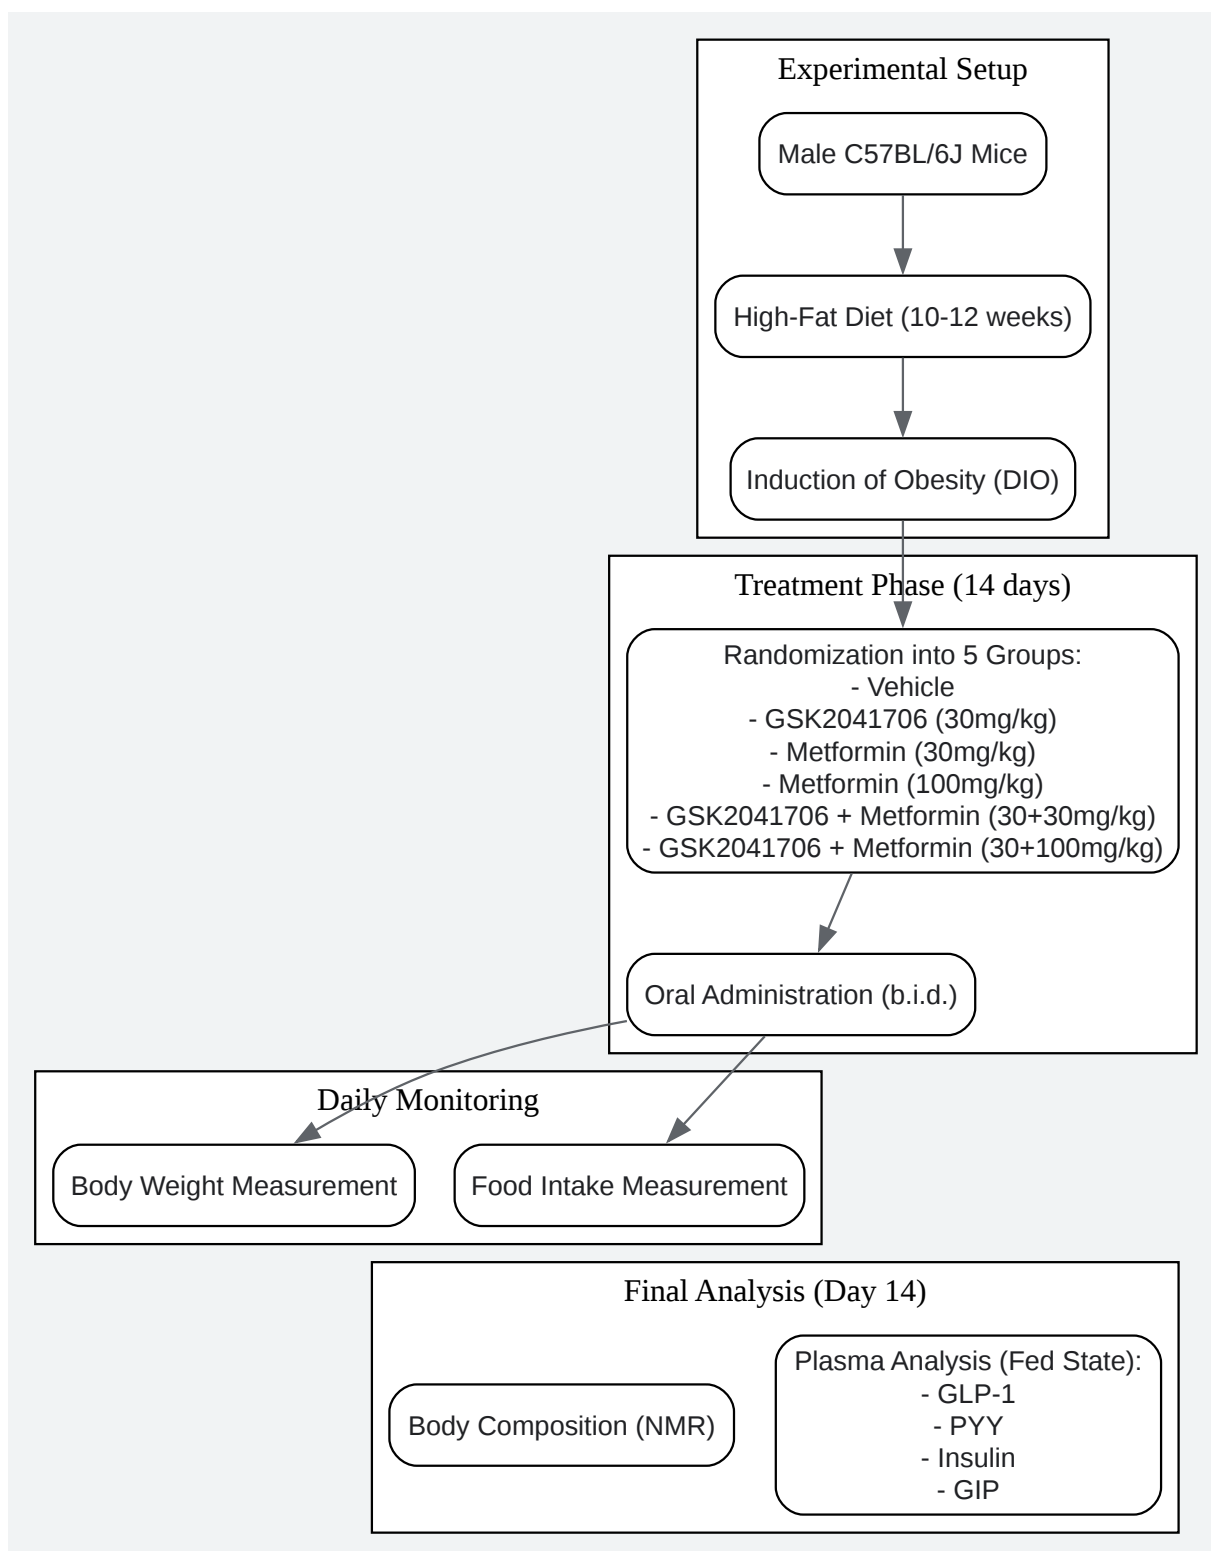 Experimental Setup
Male C57BL/6J Mice
High-Fat Diet (10-12 weeks)
Induction of Obesity (DIO)
Treatment Phase (14 days)
Randomization into 5 Groups:
- Vehicle
- GSK2041706 (30mg/kg)
- Metformin (30mg/kg)
- Metformin (100mg/kg)
- GSK2041706 + Metformin (30+30mg/kg)
- GSK2041706 + Metformin (30+100mg/kg)
Oral Administration (b.i.d.)
Daily Monitoring
Body Weight Measurement
Food Intake Measurement
Final Analysis (Day 14)
Body Composition (NMR)
Plasma Analysis (Fed State):
- GLP-1
- PYY
- Insulin
- GIP